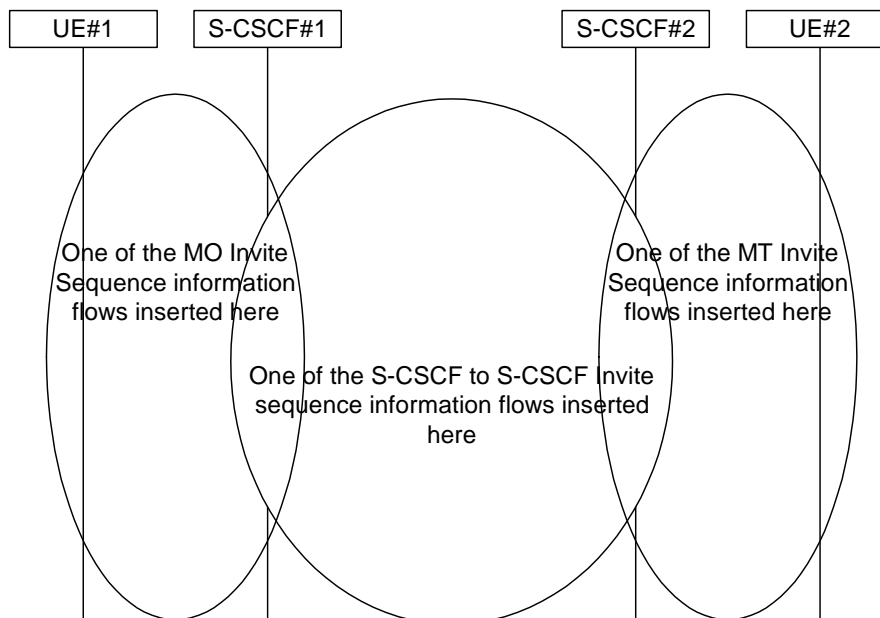 UE#1
S-CSCF#1
S-CSCF#2
UE#2
One of the MO Invite
Sequence information
flows inserted here
One of the MT Invite
Sequence information
flows inserted here
One of the S-CSCF to S-CSCF Invite
sequence information flows inserted
here